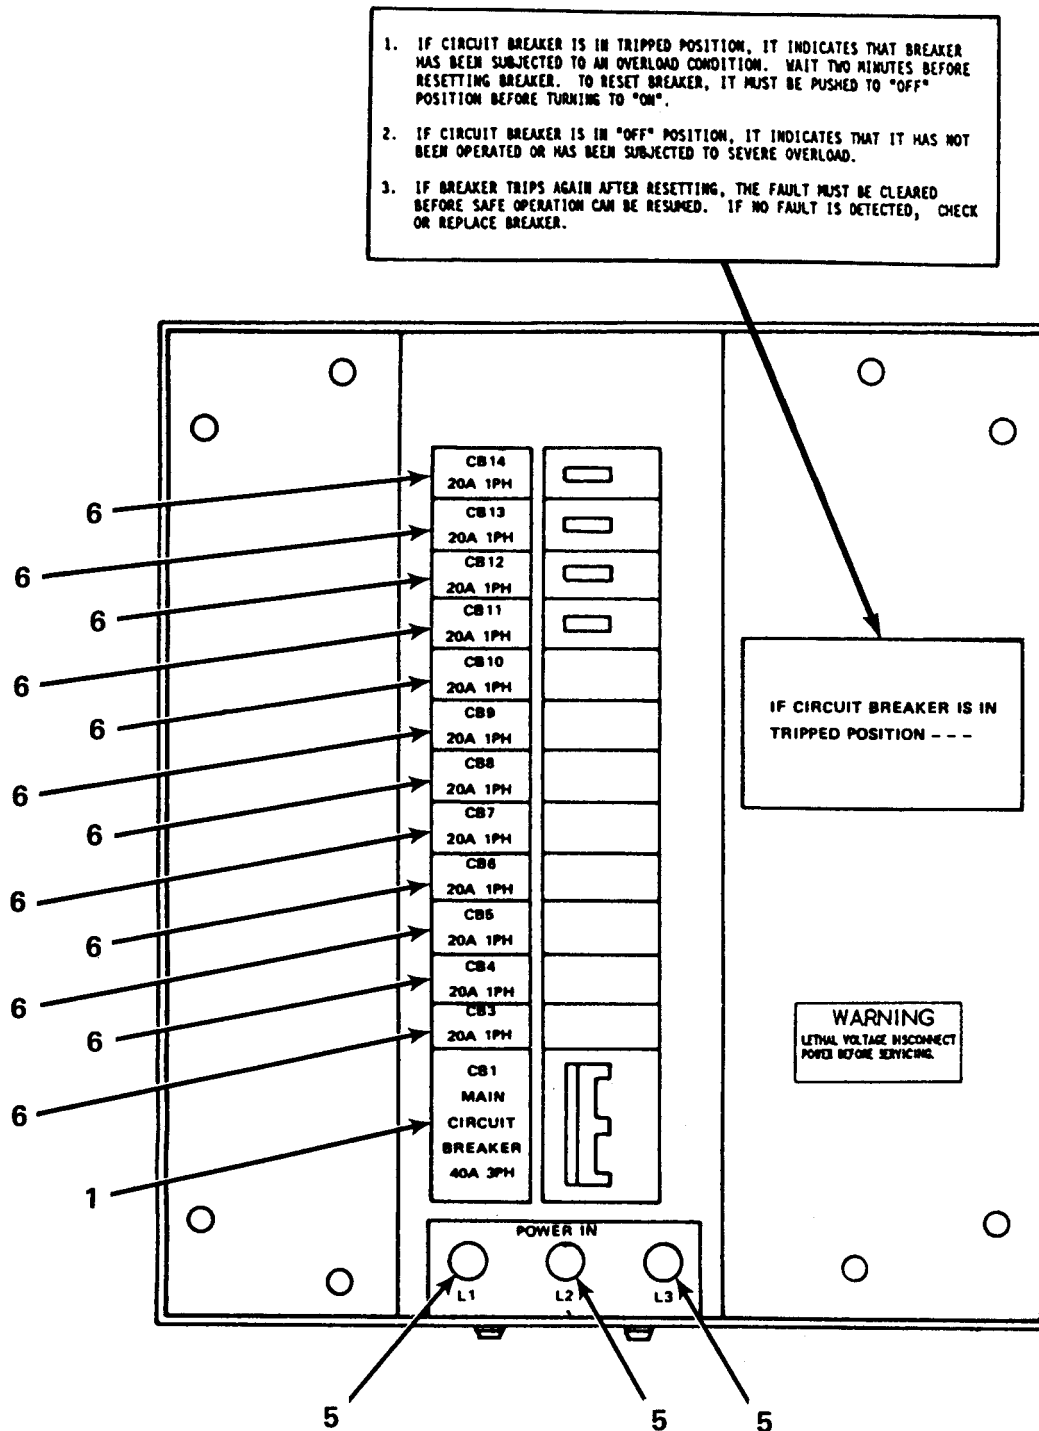 1. IF CIRCUIT BREAKER IS IN TRIPPED POSITION, IT INDICATES THAT BREAKER
HAS BEEN SUBJECTED TO AN OVERLOAD CONDITION. WAIT TWO MINUTES BEFORE
RESETTING BREAKER. TO RESET BREAKER, IT MUST BE PUSHED TO "OFF"
POSITION BEFORE TURNING TO "ON".
2. IF CIRCUIT BREAKER IS IN "OFF" POSITION, IT INDICATES THAT IT HAS NOT
BEEN OPERATED OR HAS BEEN SUBJECTED TO SEVERE OVERLOAD.
3. IF BREAKER TRIPS AGAIN AFTER RESETTING, THE FAULT MUST BE CLEARED
BEFORE SAFE OPERATION CAN BE RESUMED. IF NO FAULT IS DETECTED, CHECK
OR REPLACE BREAKER.
CB14
20A 1PH
6
CB13
20A 1PH
6
CB12
20A 1PH
6
CB11
20A 1PH
6
CB10
20A 1PH
6
CB9
20A 1PH
6
CB8
20A 1PH
6
CB7
20A 1PH
6
CB6
20A 1PH
6
CB5
20A 1PH
6
CB4
20A 1PH
6
CB3
20A 1PH
6
CB1
MAIN
CIRCUIT
BREAKER
40A 3PH
1
IF CIRCUIT BREAKER IS IN
TRIPPED POSITION – – –
WARNING
LETHAL VOLTAGE DISCONNECT
POWER BEFORE SERVICING.
POWER IN
L1 L2 L3
5 5 5